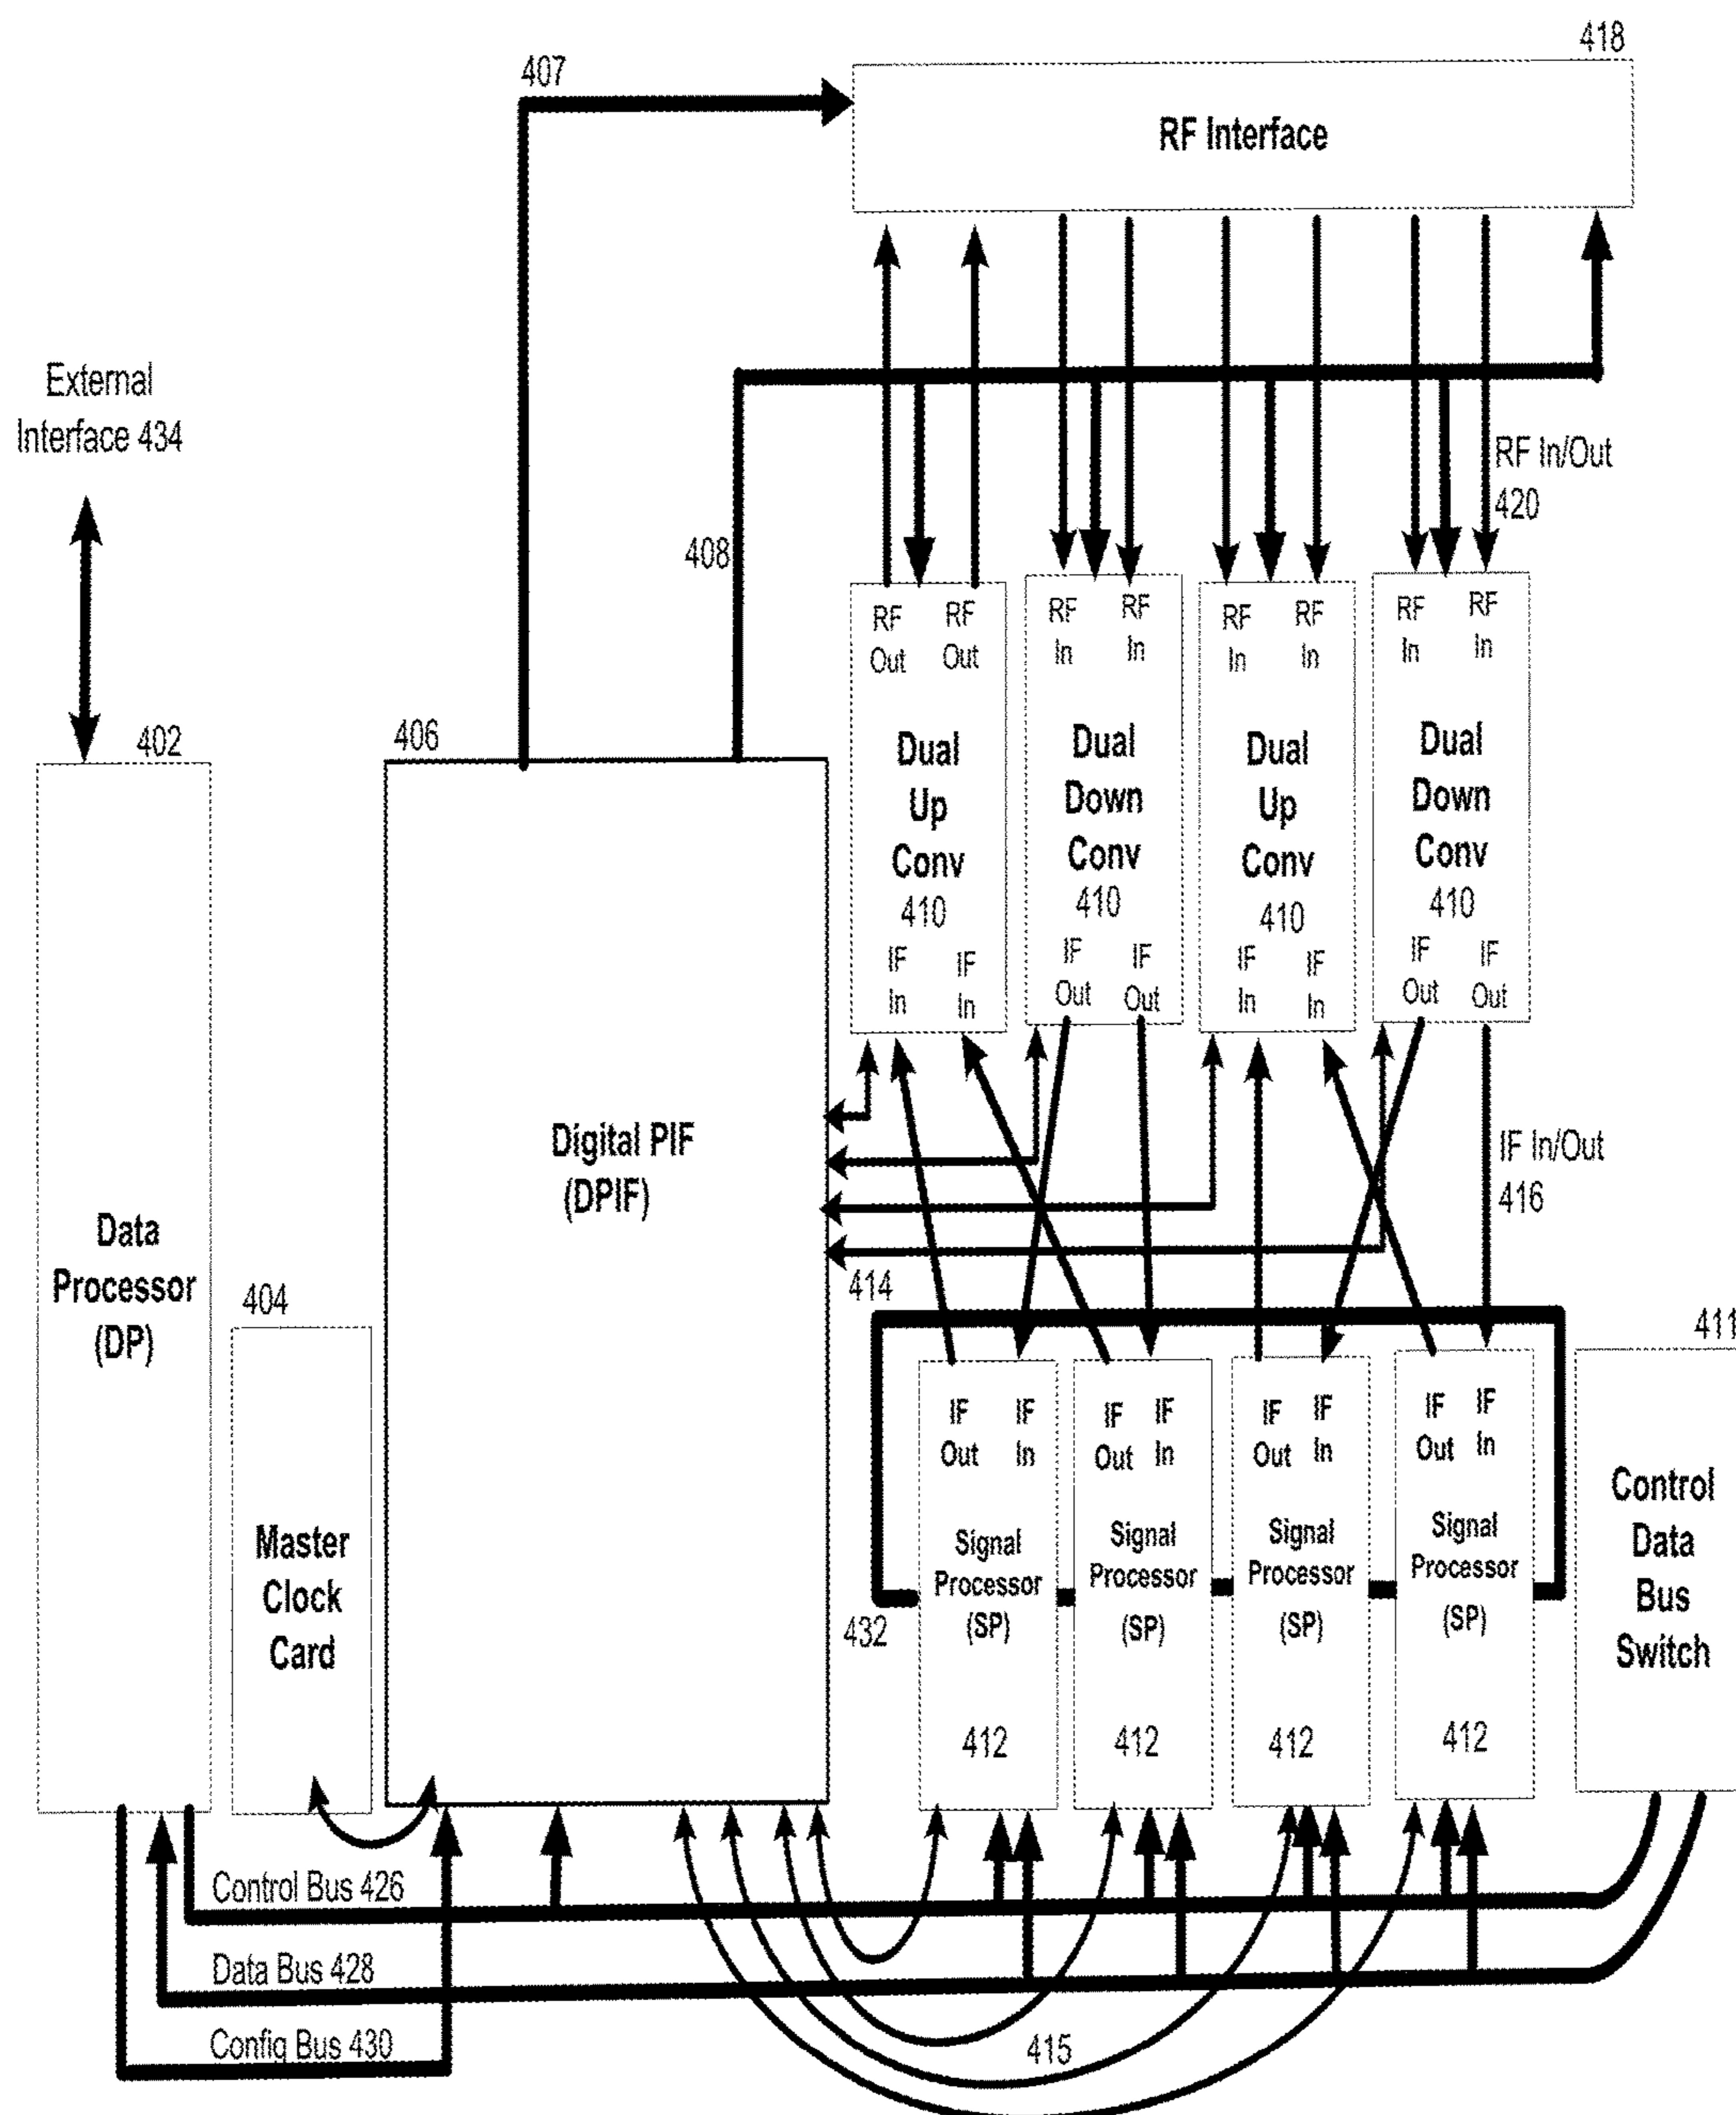 418
407
RF Interface
External
Interface 434
RF In/Out
420
408
RF
Out
RF
Out
RF
In
RF
In
RF
In
RF
In
RF
In
RF
In
402
406
Dual
Up
Conv
410
Dual
Down
Conv
410
Dual
Up
Conv
410
Dual
Down
Conv
410
IF
In
IF
In
IF
Out
IF
Out
IF
In
IF
In
IF
Out
IF
Out
Digital PIF
(DPIF)
IF In/Out
416
Data
Processor
(DP)
404
414
411
IF
Out
IF
In
IF
Out
IF
In
IF
Out
IF
In
IF
Out
IF
In
Master
Clock
Card
Signal
Processor
(SP)
Signal
Processor
(SP)
Signal
Processor
(SP)
Signal
Processor
(SP)
Control
Data
Bus
Switch
432
412
412
412
412
Control Bus 426
Data Bus 428
Config Bus 430
415